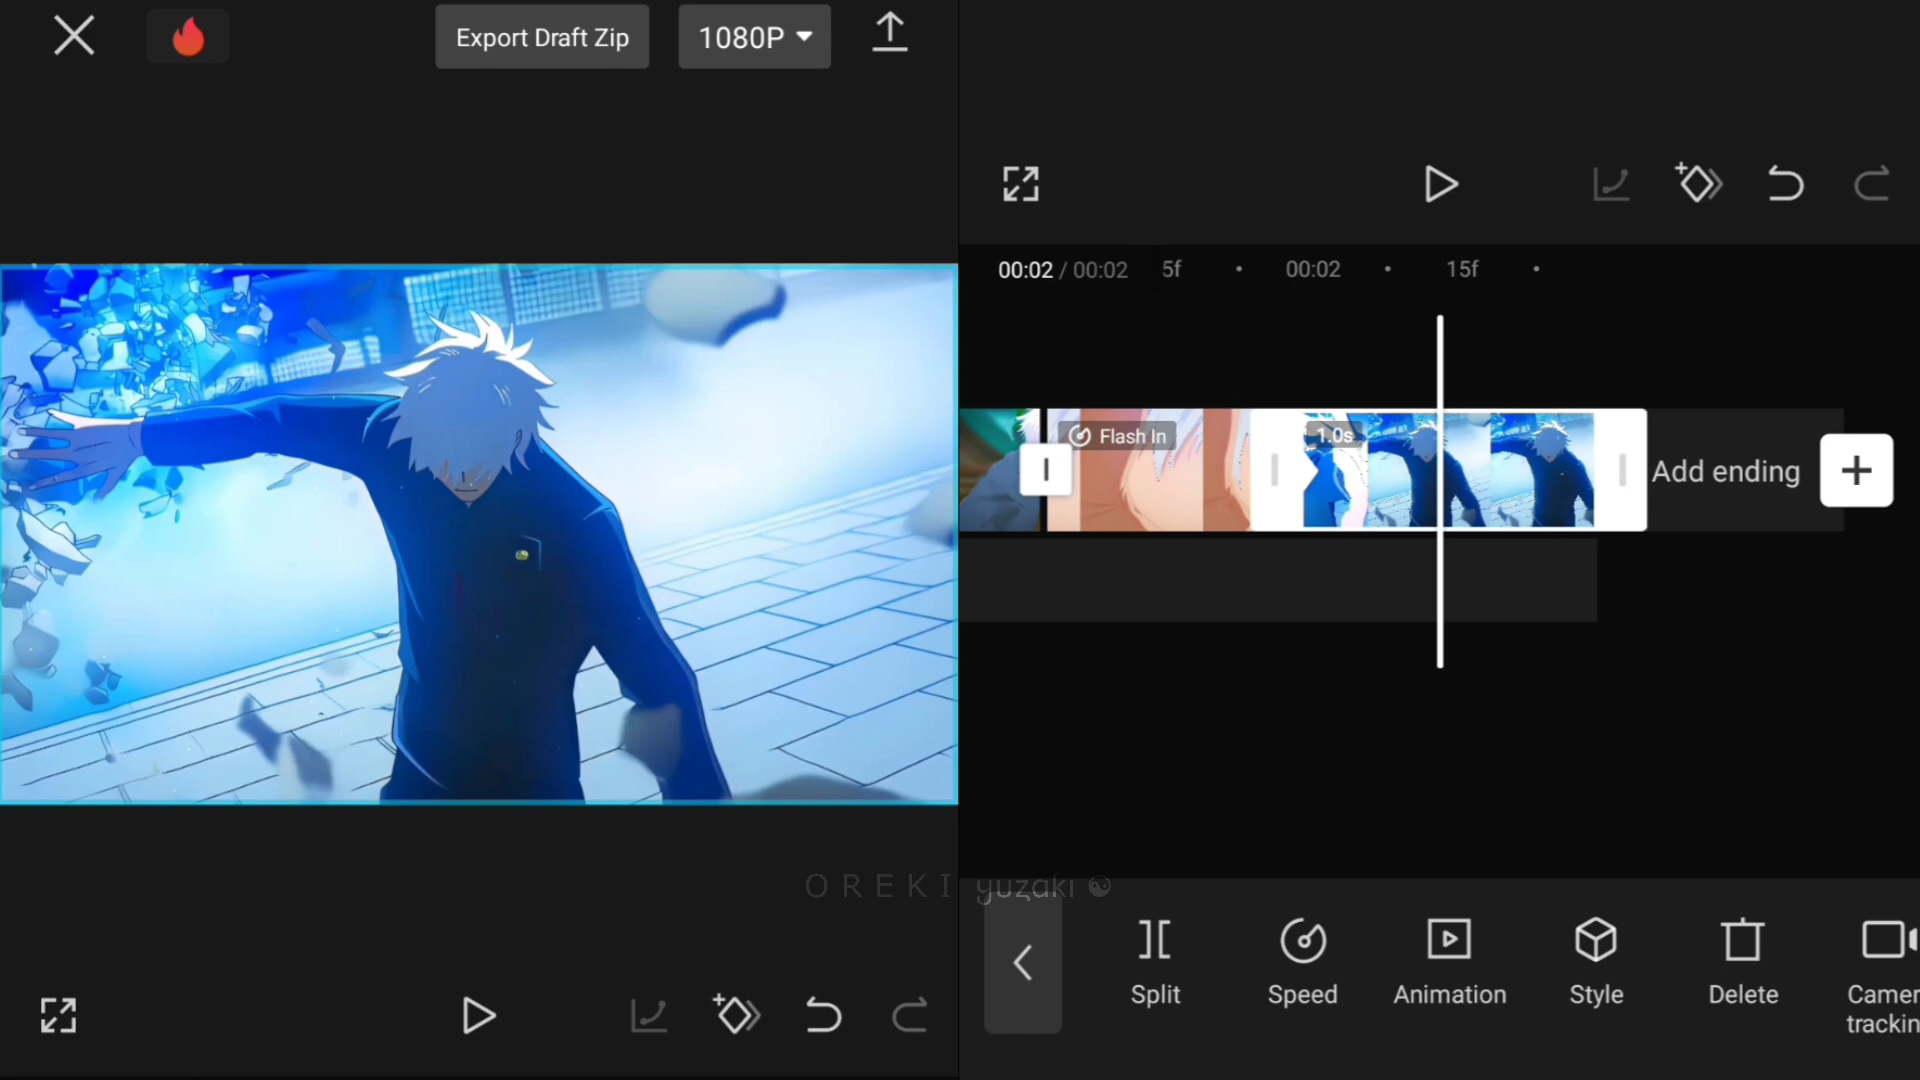 Export Draft Zip
1080P
00:02 / 00:02 5f 00:02 15f
Flash In
1.0s
Add ending
OREKI yuzaki ☯
Split
Speed
Animation
Style
Delete
Camer
trackin